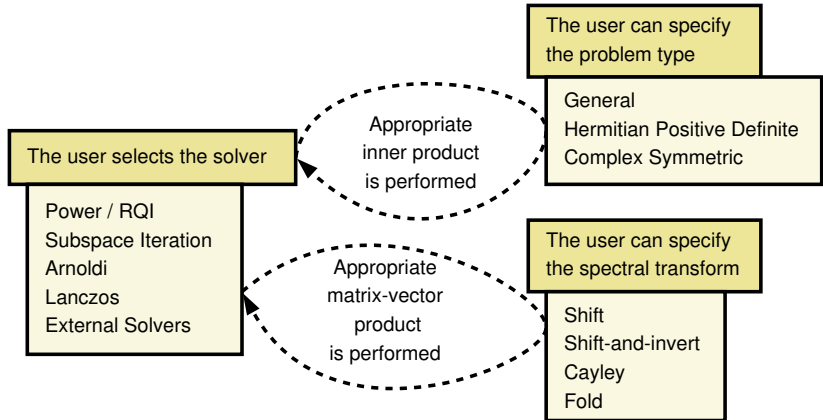 The user can specify
the problem type
General
Hermitian Positive Definite
Complex Symmetric
Appropriate
inner product
is performed
The user selects the solver
Power / RQI
Subspace Iteration
Arnoldi
Lanczos
External Solvers
Appropriate
matrix-vector
product
is performed
The user can specify
the spectral transform
Shift
Shift-and-invert
Cayley
Fold